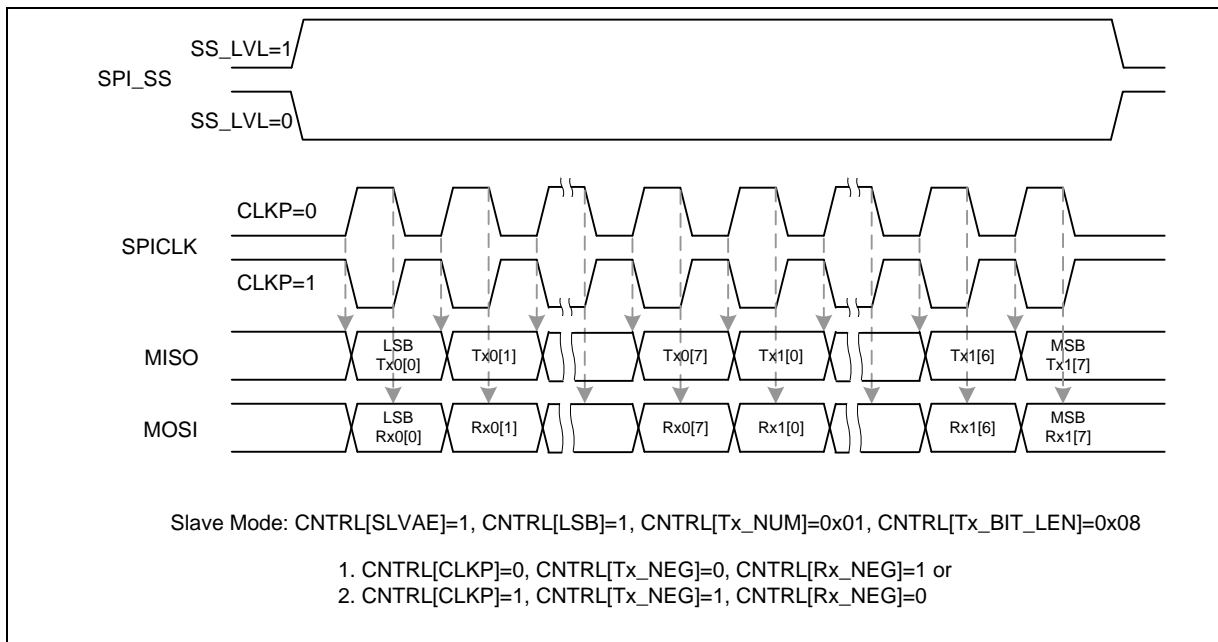 SS_LVL=1
SPI_SS
SS_LVL=0
CLKP=0
SPICLK
CLKP=1
MISO
LSB
Tx0[0]
Tx0[1]
Tx0[7]
Tx1[0]
Tx1[6]
MSB
Tx1[7]
MOSI
LSB
Rx0[0]
Rx0[1]
Rx0[7]
Rx1[0]
Rx1[6]
MSB
Rx1[7]
Slave Mode: CNTRL[SLVAE]=1, CNTRL[LSB]=1, CNTRL[Tx_NUM]=0x01, CNTRL[Tx_BIT_LEN]=0x08
1. CNTRL[CLKP]=0, CNTRL[Tx_NEG]=0, CNTRL[Rx_NEG]=1 or
2. CNTRL[CLKP]=1, CNTRL[Tx_NEG]=1, CNTRL[Rx_NEG]=0